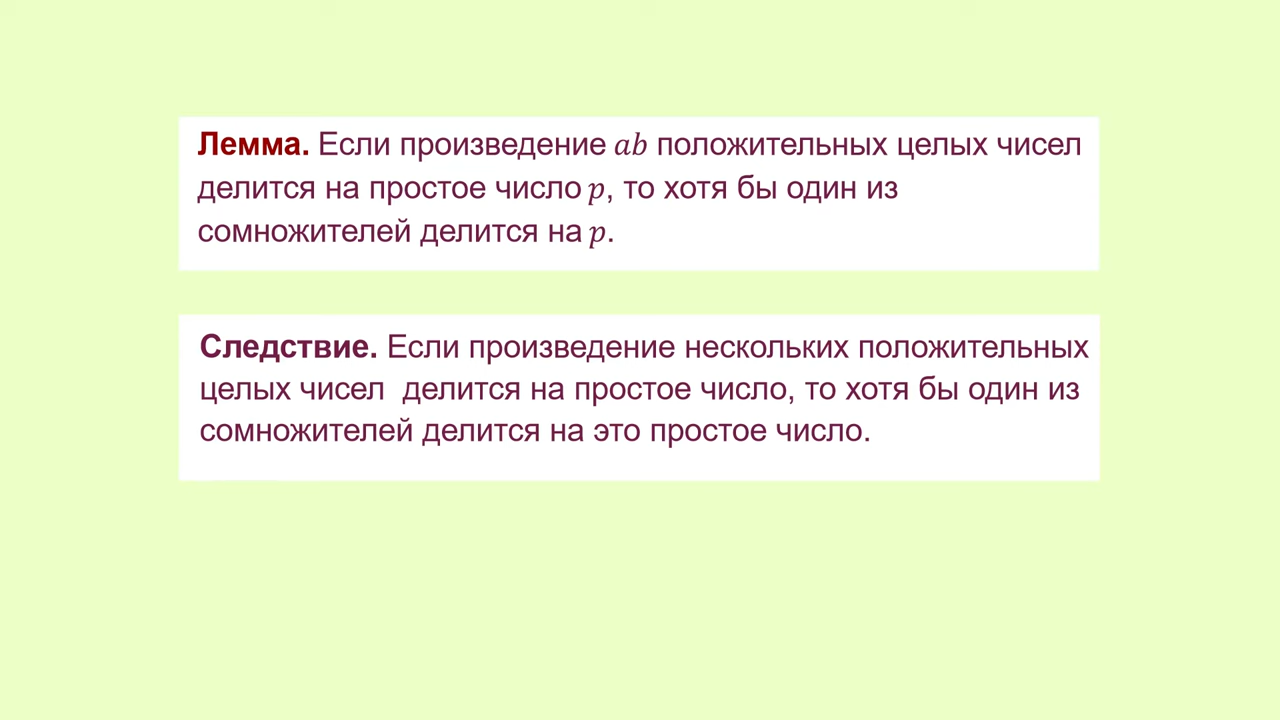 Лемма. Если произведение ab положительных целых чисел
делится на простое число p, то хотя бы один из
сомножителей делится на p.
Следствие. Если произведение нескольких положительных
целых чисел делится на простое число, то хотя бы один из
сомножителей делится на это простое число.